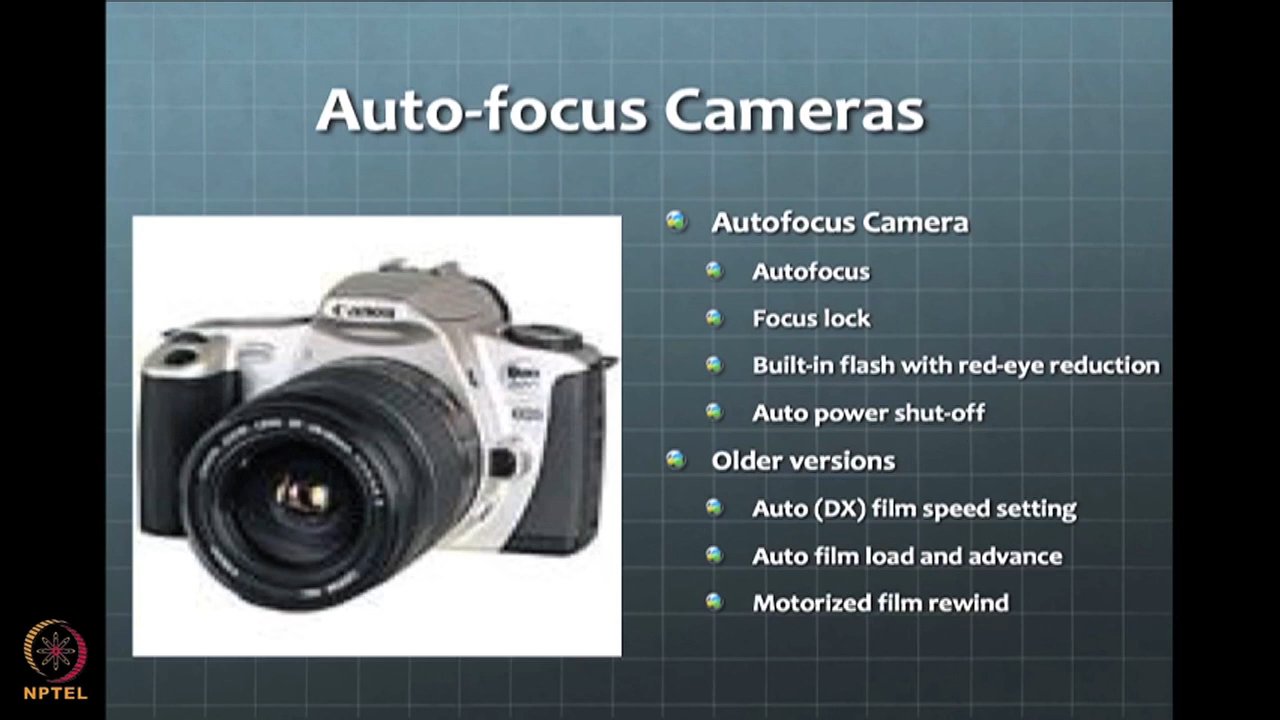 Auto-focus Cameras
Autofocus Camera
Autofocus
Focus lock
Built-in flash with red-eye reduction
Auto power shut-off
Older versions
Auto (DX) film speed setting
Auto film load and advance
Motorized film rewind
Canon
EOS
NPTEL